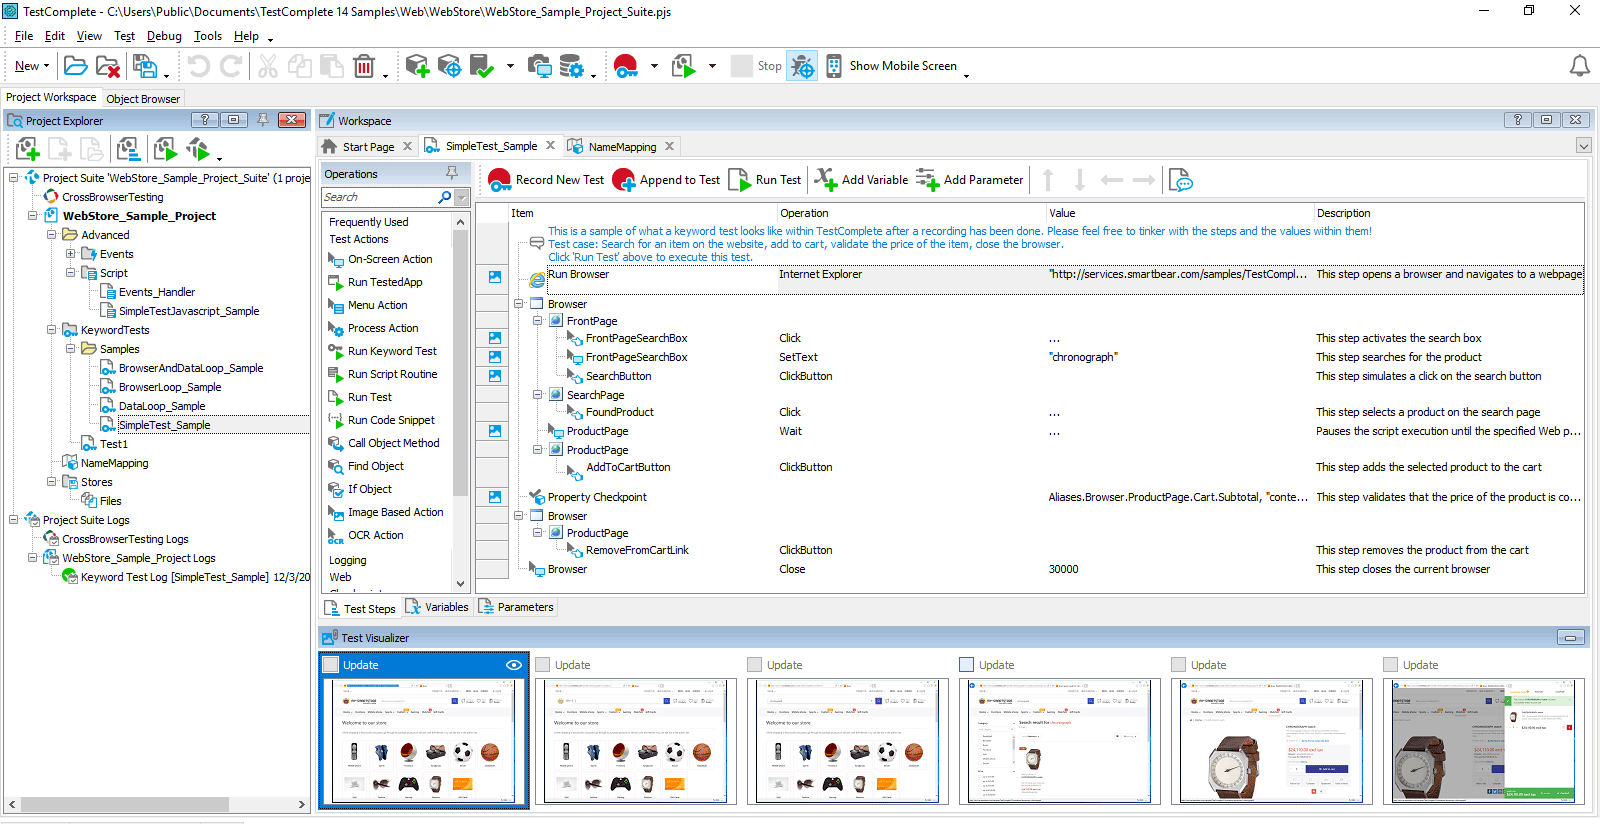 TestComplete - C:\Users\Public\Documents\TestComplete 14 Samples\Web\WebStore\WebStore_Sample_Project_Suite.pjs
File Edit View Test Debug Tools Help
New Stop Show Mobile Screen
Project Workspace Object Browser
Project Explorer
Project Suite 'WebStore_Sample_Project_Suite' (1 proje
CrossBrowserTesting
WebStore_Sample_Project
Advanced
Events
Script
Events_Handler
SimpleTestJavascript_Sample
KeywordTests
Samples
BrowserAndDataLoop_Sample
BrowserLoop_Sample
DataLoop_Sample
SimpleTest_Sample
Test1
NameMapping
Stores
Files
Project Suite Logs
CrossBrowserTesting Logs
WebStore_Sample_Project Logs
Keyword Test Log [SimpleTest_Sample] 12/3/20
Workspace
Start Page SimpleTest_Sample NameMapping
Operations
Search
Frequently Used
Test Actions
On-Screen Action
Run TestedApp
Menu Action
Process Action
Run Keyword Test
Run Script Routine
Run Test
Run Code Snippet
Call Object Method
Find Object
If Object
Image Based Action
OCR Action
Logging
Web
Record New Test Append to Test Run Test Add Variable Add Parameter
Item Operation Value Description
This is a sample of what a keyword test looks like within TestComplete after a recording has been done. Please feel free to tinker with the steps and the values within them!
Test case: Search for an item on the website, add to cart, validate the price of the item, close the browser.
Click 'Run Test' above to execute this test.
Run Browser Internet Explorer "http://services.smartbear.com/samples/TestCompl... This step opens a browser and navigates to a webpage
Browser
FrontPage
FrontPageSearchBox Click ... This step activates the search box
FrontPageSearchBox SetText "chronograph" This step searches for the product
SearchButton ClickButton This step simulates a click on the search button
SearchPage
FoundProduct Click ... This step selects a product on the search page
ProductPage Wait ... Pauses the script execution until the specified Web p...
ProductPage
AddToCartButton ClickButton This step adds the selected product to the cart
Property Checkpoint Aliases.Browser.ProductPage.Cart.Subtotal, "conte... This step validates that the price of the product is co...
Browser
ProductPage
RemoveFromCartLink ClickButton This step removes the product from the cart
Browser Close 30000 This step closes the current browser
Test Steps Variables Parameters
Test Visualizer
Update Update Update Update Update Update
Welcome to our store Welcome to our store Welcome to our store